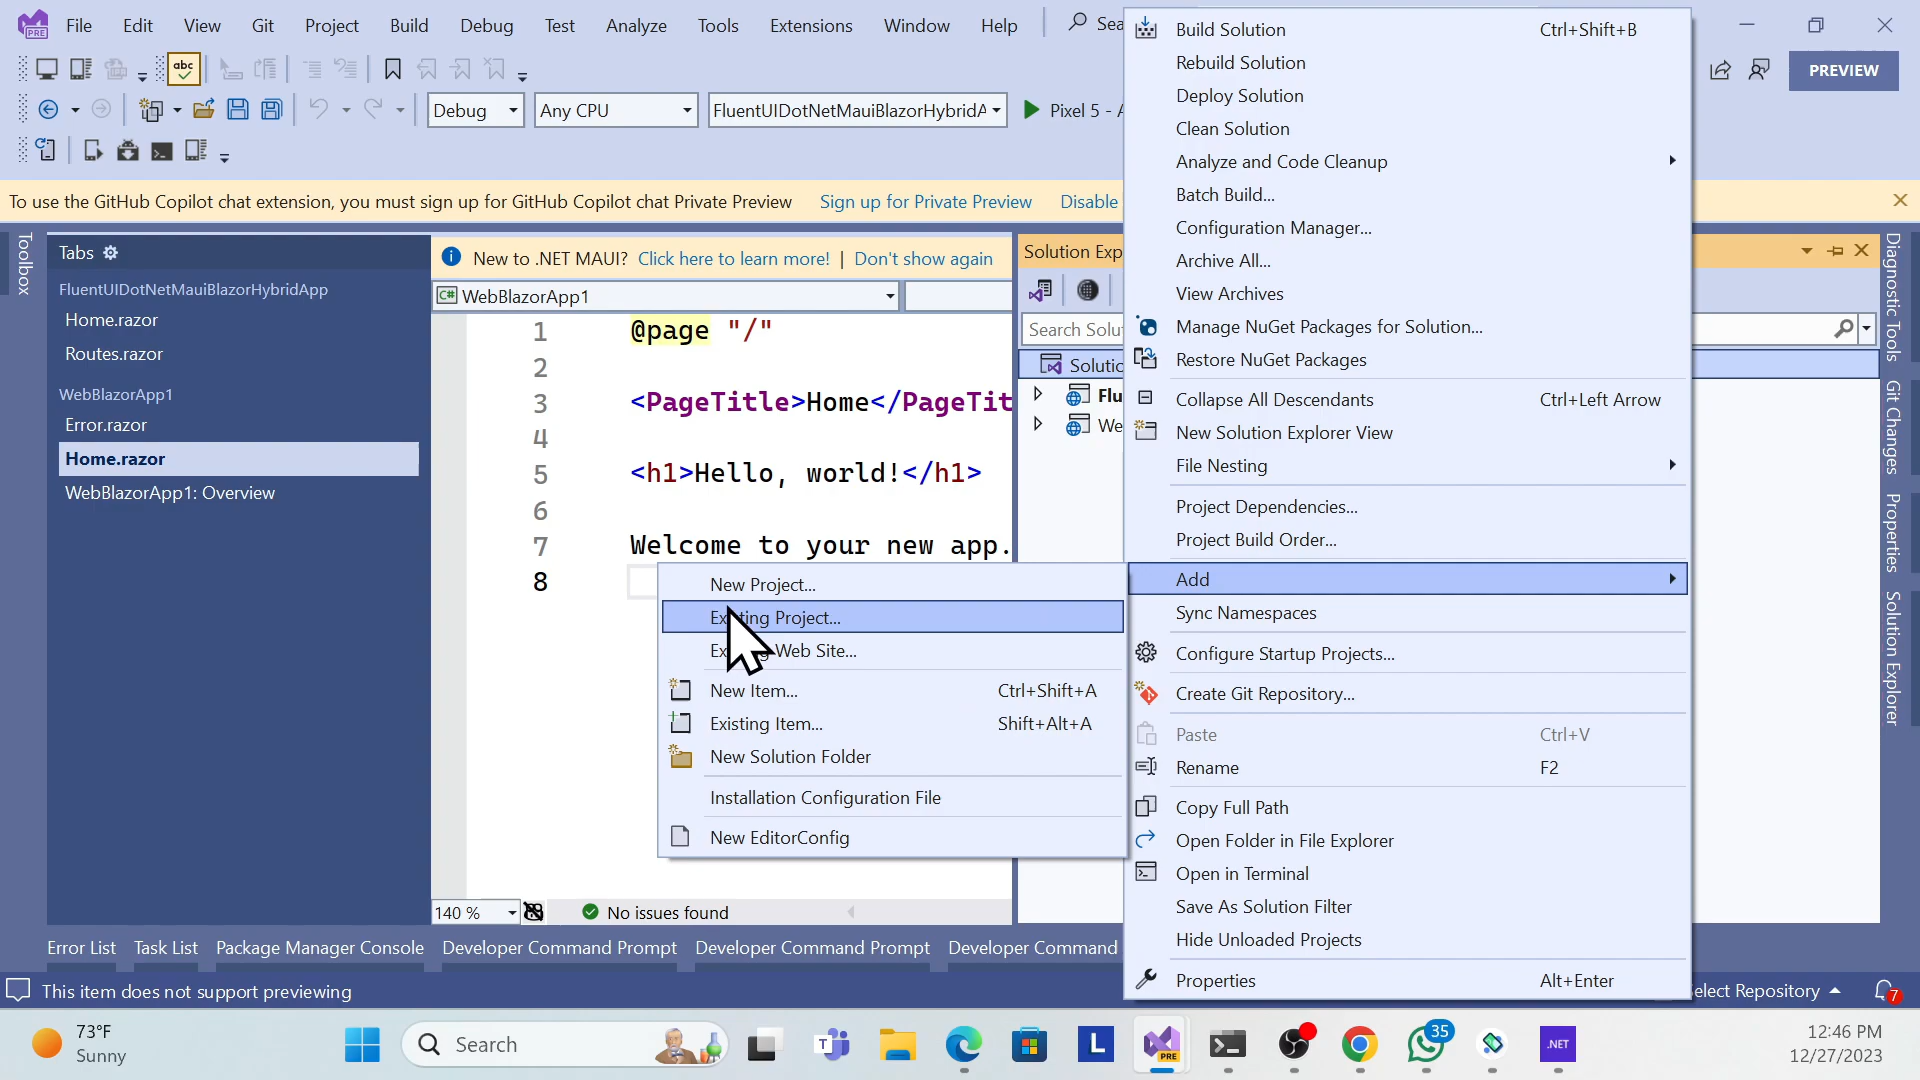 PRE File Edit View Git Project Build Debug Test Analyze Tools Extensions Window Help
abc
PREVIEW
Debug Any CPU FluentUIDotNetMauiBlazorHybridA Pixel 5 - A
To use the GitHub Copilot chat extension, you must sign up for GitHub Copilot chat Private Preview Sign up for Private Preview Disable
Toolbox
Tabs
FluentUIDotNetMauiBlazorHybridApp
Home.razor
Routes.razor
WebBlazorApp1
Error.razor
Home.razor
WebBlazorApp1: Overview
New to .NET MAUI? Click here to learn more! | Don't show again
C# WebBlazorApp1
1 @page "/"
2
3 <PageTitle>Home</PageTit
4
5 <h1>Hello, world!</h1>
6
7 Welcome to your new app.
8
140 % No issues found
Solution Exp
Search Solu
Solutio
Flu
We
Build Solution Ctrl+Shift+B
Rebuild Solution
Deploy Solution
Clean Solution
Analyze and Code Cleanup
Batch Build...
Configuration Manager...
Archive All...
View Archives
Manage NuGet Packages for Solution...
Restore NuGet Packages
Collapse All Descendants Ctrl+Left Arrow
New Solution Explorer View
File Nesting
Project Dependencies...
Project Build Order...
Add
Sync Namespaces
Configure Startup Projects...
Create Git Repository...
Paste Ctrl+V
Rename F2
Copy Full Path
Open Folder in File Explorer
Open in Terminal
Save As Solution Filter
Hide Unloaded Projects
Properties Alt+Enter
New Project...
Existing Project...
Web Site...
New Item... Ctrl+Shift+A
Existing Item... Shift+Alt+A
New Solution Folder
Installation Configuration File
New EditorConfig
Diagnostic Tools
Git Changes
Properties
Solution Explorer
Error List Task List Package Manager Console Developer Command Prompt Developer Command Prompt Developer Command
This item does not support previewing
elect Repository 7
73°F
Sunny
Search
T
L
PRE
35
.NET
12:46 PM
12/27/2023